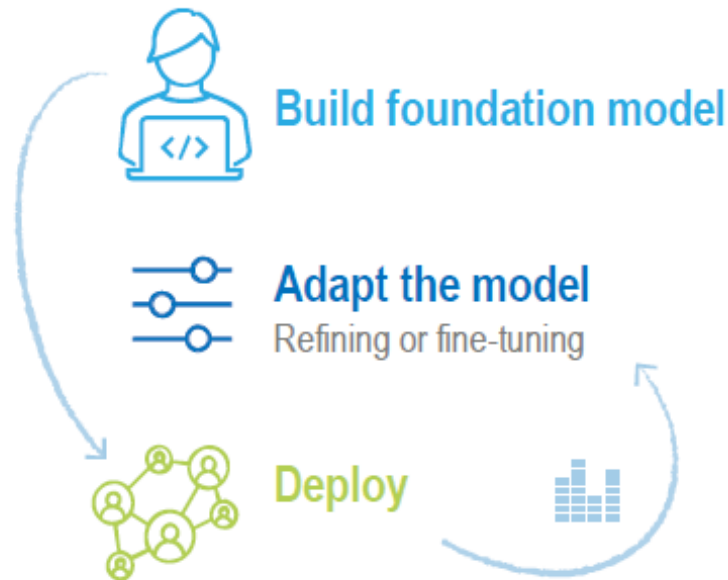 </>
Build foundation model
Adapt the model
Refining or fine-tuning
Deploy